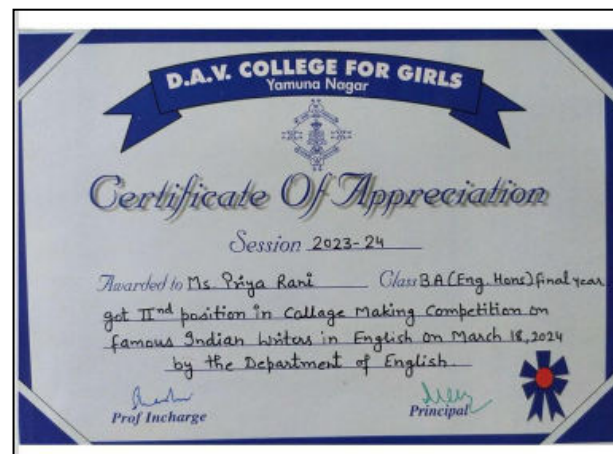 D.A.V. COLLEGE FOR GIRLS
Yamuna Nagar
Certificate Of Appreciation
Session 2023-24
Awarded to Ms. Priya Rani Class B.A (Eng. Hons) final year
got IInd position in Collage Making Competition on
famous Indian Writers in English on March 18, 2024
by the Department of English.
Prof Incharge Principal